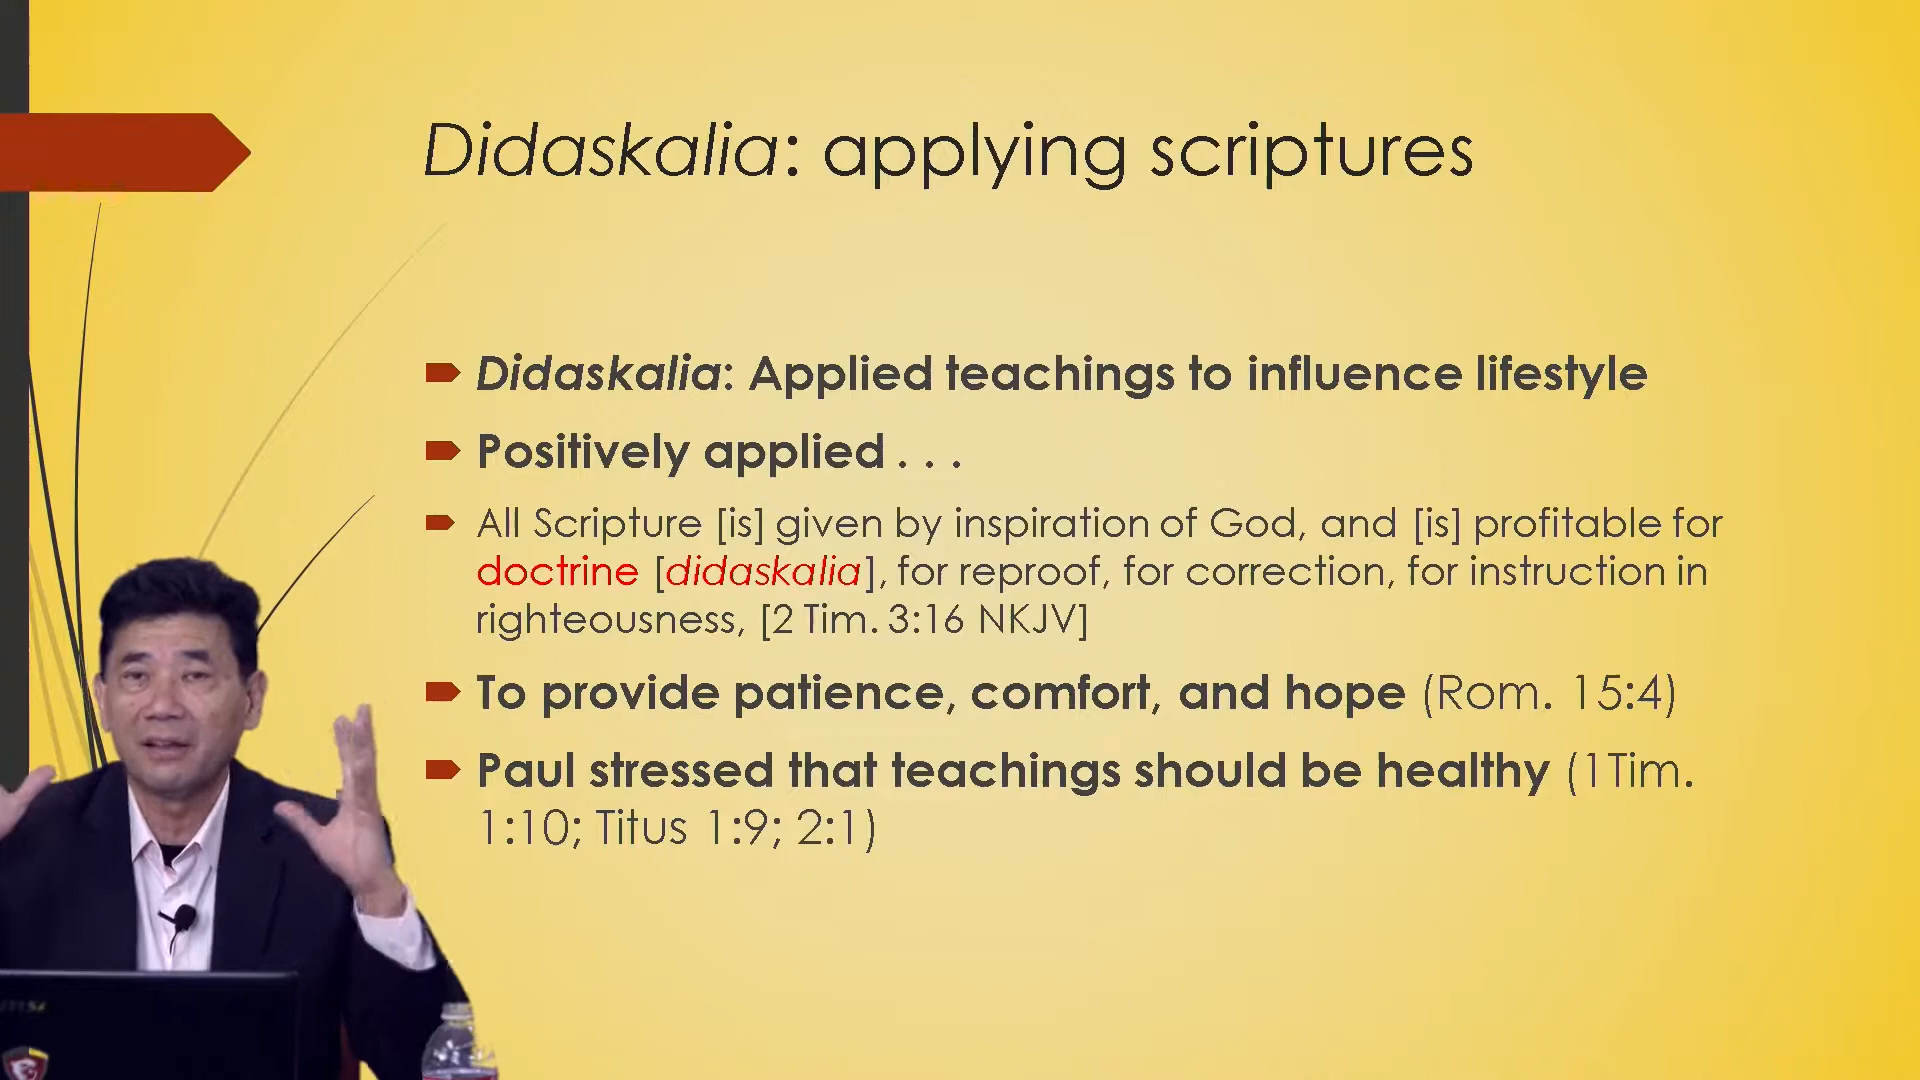 Didaskalia: applying scriptures
Didaskalia: Applied teachings to influence lifestyle
Positively applied . . .
All Scripture [is] given by inspiration of God, and [is] profitable for
doctrine [didaskalia], for reproof, for correction, for instruction in
righteousness, [2 Tim. 3:16 NKJV]
To provide patience, comfort, and hope (Rom. 15:4)
Paul stressed that teachings should be healthy (1Tim.
1:10; Titus 1:9; 2:1)